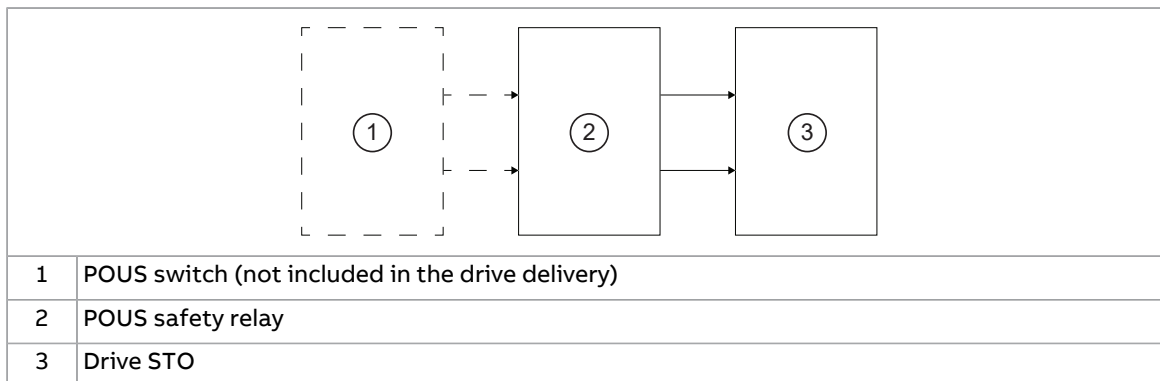 1 2 3
1 POUS switch (not included in the drive delivery)
2 POUS safety relay
3 Drive STO